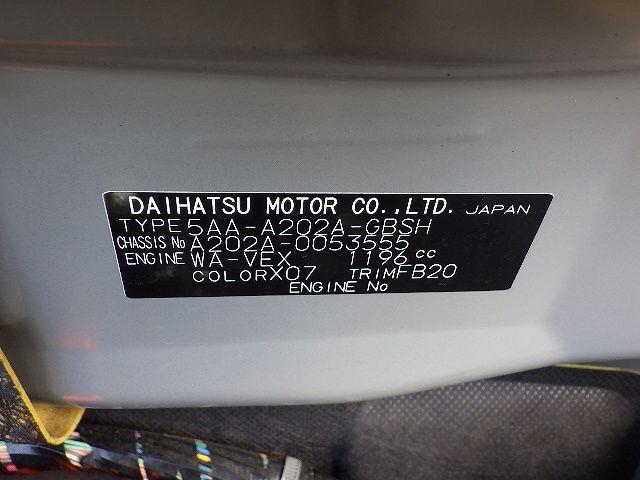 DAIHATSU MOTOR CO.,LTD. JAPAN
TYPE 5AA-A202A-GBSH
CHASSIS No A202A-0053555
ENGINE WA-VEX 1196 cc
COLOR X07 TRIM FB20
ENGINE No